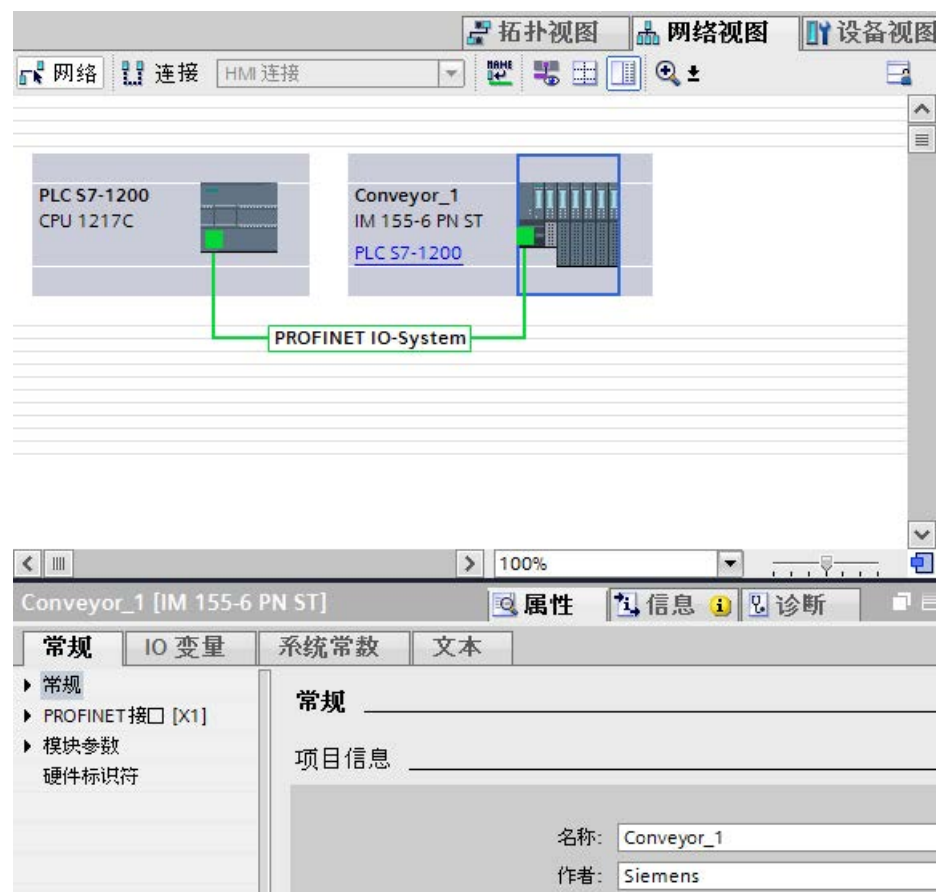 拓扑视图 网络视图 设备视图
网络 连接 HMI 连接 NAME
PLC S7-1200
CPU 1217C
Conveyor_1
IM 155-6 PN ST
PLC S7-1200
PROFINET IO-System
100%
Conveyor_1 [IM 155-6 PN ST] 属性 信息 诊断
常规 IO 变量 系统常数 文本
常规
PROFINET接口 [X1]
模块参数
硬件标识符
常规
项目信息
名称: Conveyor_1
作者: Siemens